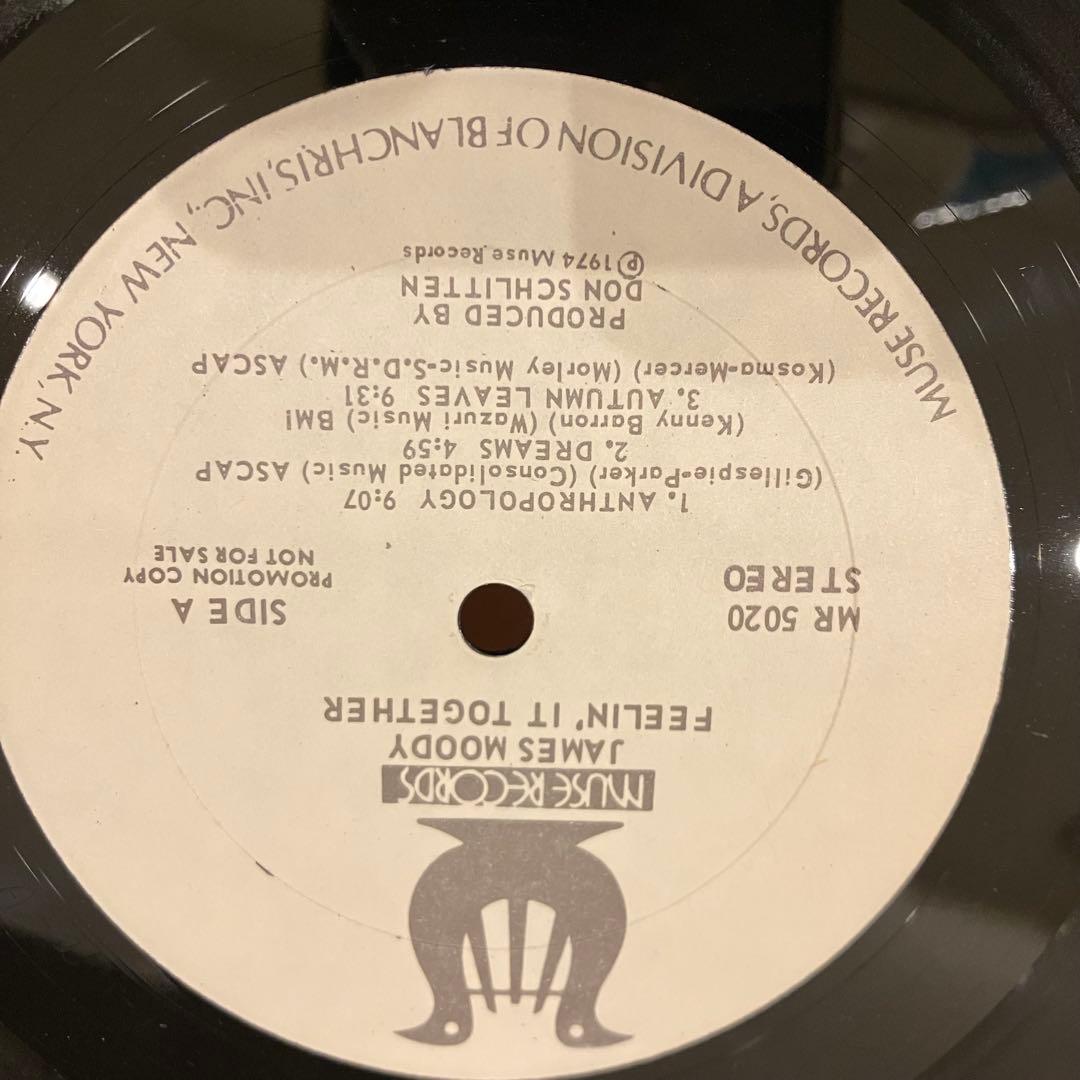 MUSE RECORDS
JAMES MOODY
FEELIN' IT TOGETHER
MR 5020
STEREO
SIDE A
PROMOTION COPY
NOT FOR SALE
1. ANTHROPOLOGY 9:07
(Gillespie-Parker) (Consolidated Music) ASCAP
2. DREAMS 4:59
(Kenny Barron) (Wazuri Music) BMI
3. AUTUMN LEAVES 9:31
(Kosma-Mercer) (Morley Music-S.D.R.M.) ASCAP
PRODUCED BY
DON SCHLITTEN
Ⓟ 1974 Muse Records
MUSE RECORDS, A DIVISION OF BLANCHRIS, INC., NEW YORK, N.Y.